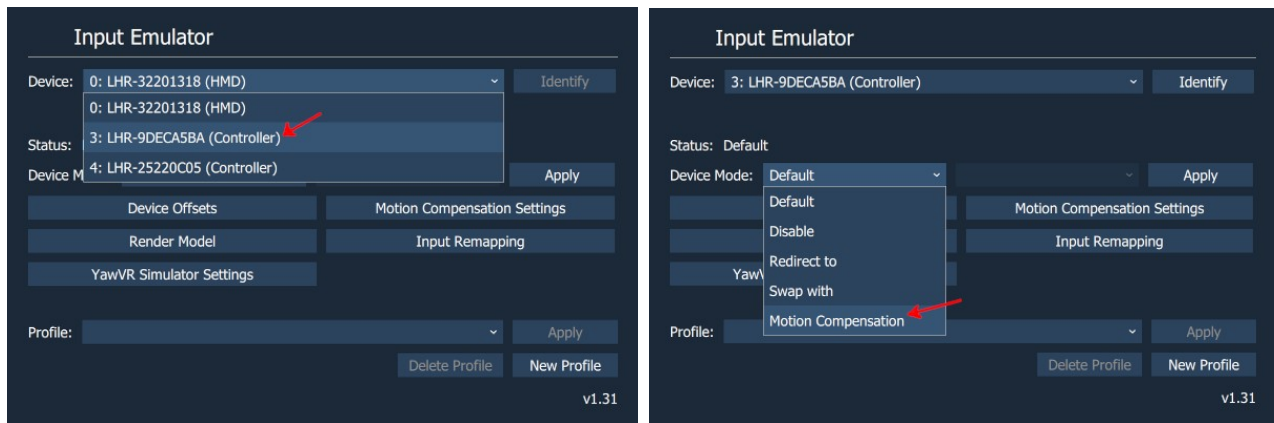 Input Emulator
Device: 0: LHR-32201318 (HMD) Identify
0: LHR-32201318 (HMD)
3: LHR-9DECA5BA (Controller)
Status:
4: LHR-25220C05 (Controller)
Device M Apply
Device Offsets Motion Compensation Settings
Render Model Input Remapping
YawVR Simulator Settings
Profile: Apply
Delete Profile New Profile
v1.31
Input Emulator
Device: 3: LHR-9DECA5BA (Controller) Identify
Status: Default
Device Mode: Default Apply
Default
Motion Compensation Settings
Disable
Input Remapping
Redirect to
Yaw
Swap with
Motion Compensation
Profile: Apply
Delete Profile New Profile
v1.31